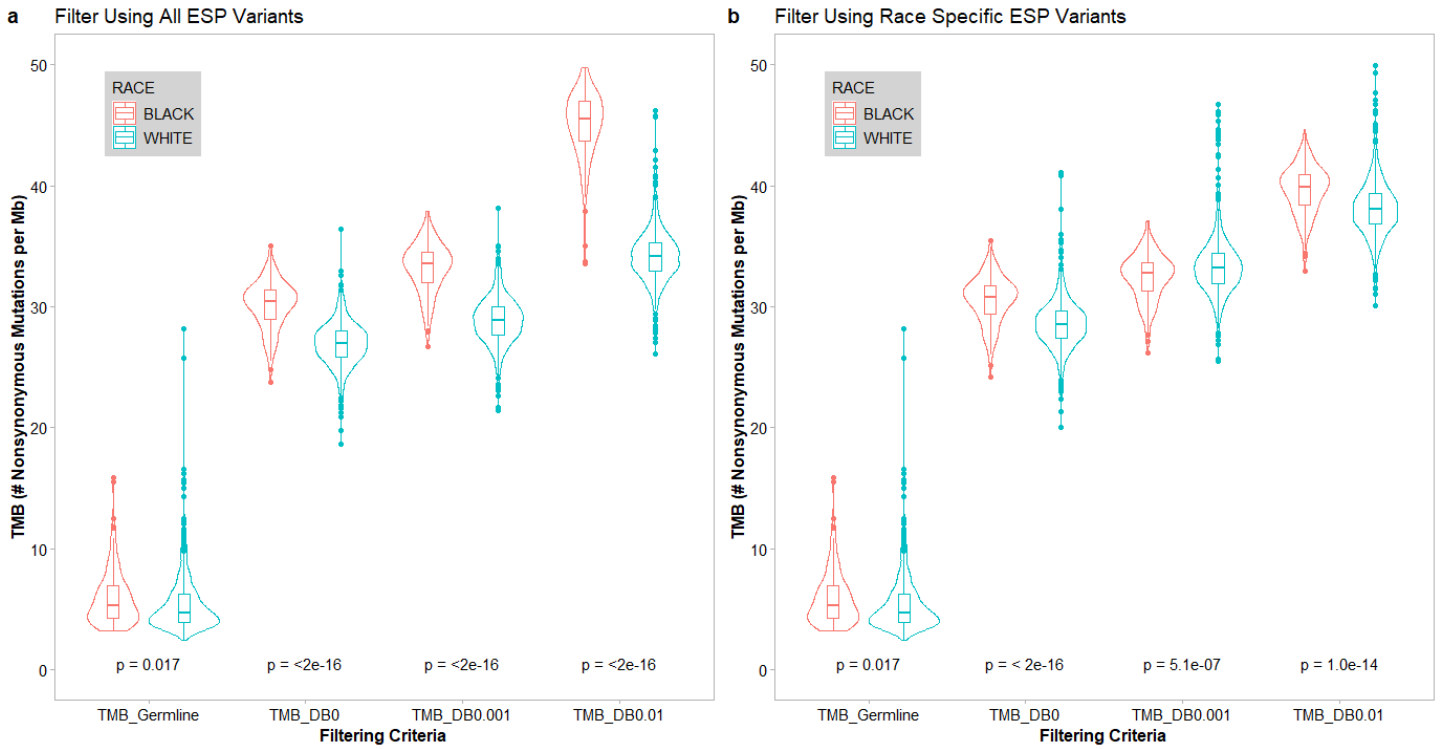 a Filter Using All ESP Variants
TMB (# Nonsynonymous Mutations per Mb)
50
40
30
20
10
0
RACE
BLACK
WHITE
p = 0.017 p = <2e-16 p = <2e-16 p = <2e-16
TMB_Germline TMB_DB0 TMB_DB0.001 TMB_DB0.01
Filtering Criteria
b Filter Using Race Specific ESP Variants
TMB (# Nonsynonymous Mutations per Mb)
50
40
30
20
10
0
RACE
BLACK
WHITE
p = 0.017 p = < 2e-16 p = 5.1e-07 p = 1.0e-14
TMB_Germline TMB_DB0 TMB_DB0.001 TMB_DB0.01
Filtering Criteria